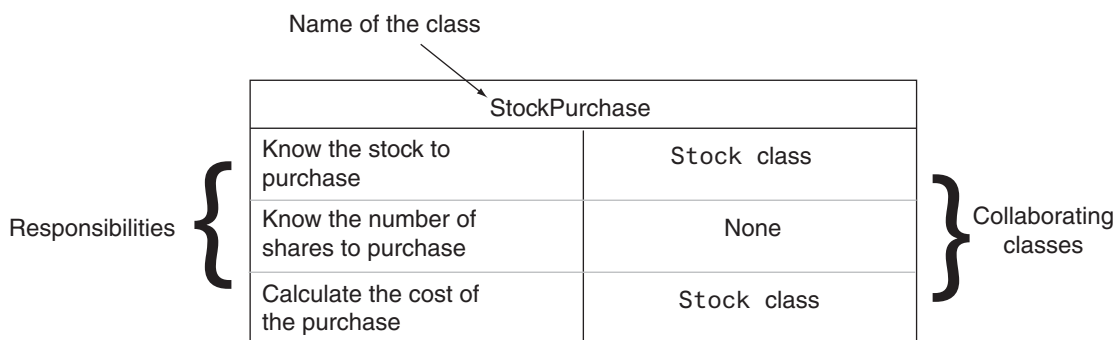 Name of the class
StockPurchase
Know the stock to
purchase
Stock class
Responsibilities
Know the number of
shares to purchase
None
Collaborating
classes
Calculate the cost of
the purchase
Stock class